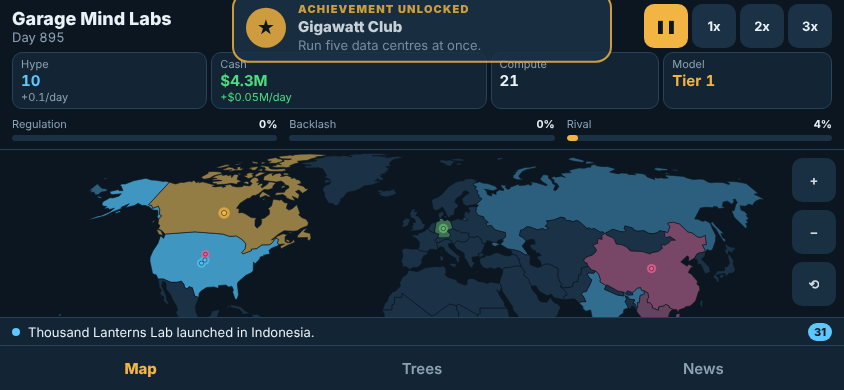 Garage Mind Labs
Day 895
ACHIEVEMENT UNLOCKED
Gigawatt Club
Run five data centres at once.
1x
2x
3x
Hype
10
+0.1/day
Cash
$4.3M
+$0.05M/day
Compute
21
Model
Tier 1
Regulation
0%
Backlash
0%
Rival
4%
+
−
Thousand Lanterns Lab launched in Indonesia.
31
Map
Trees
News